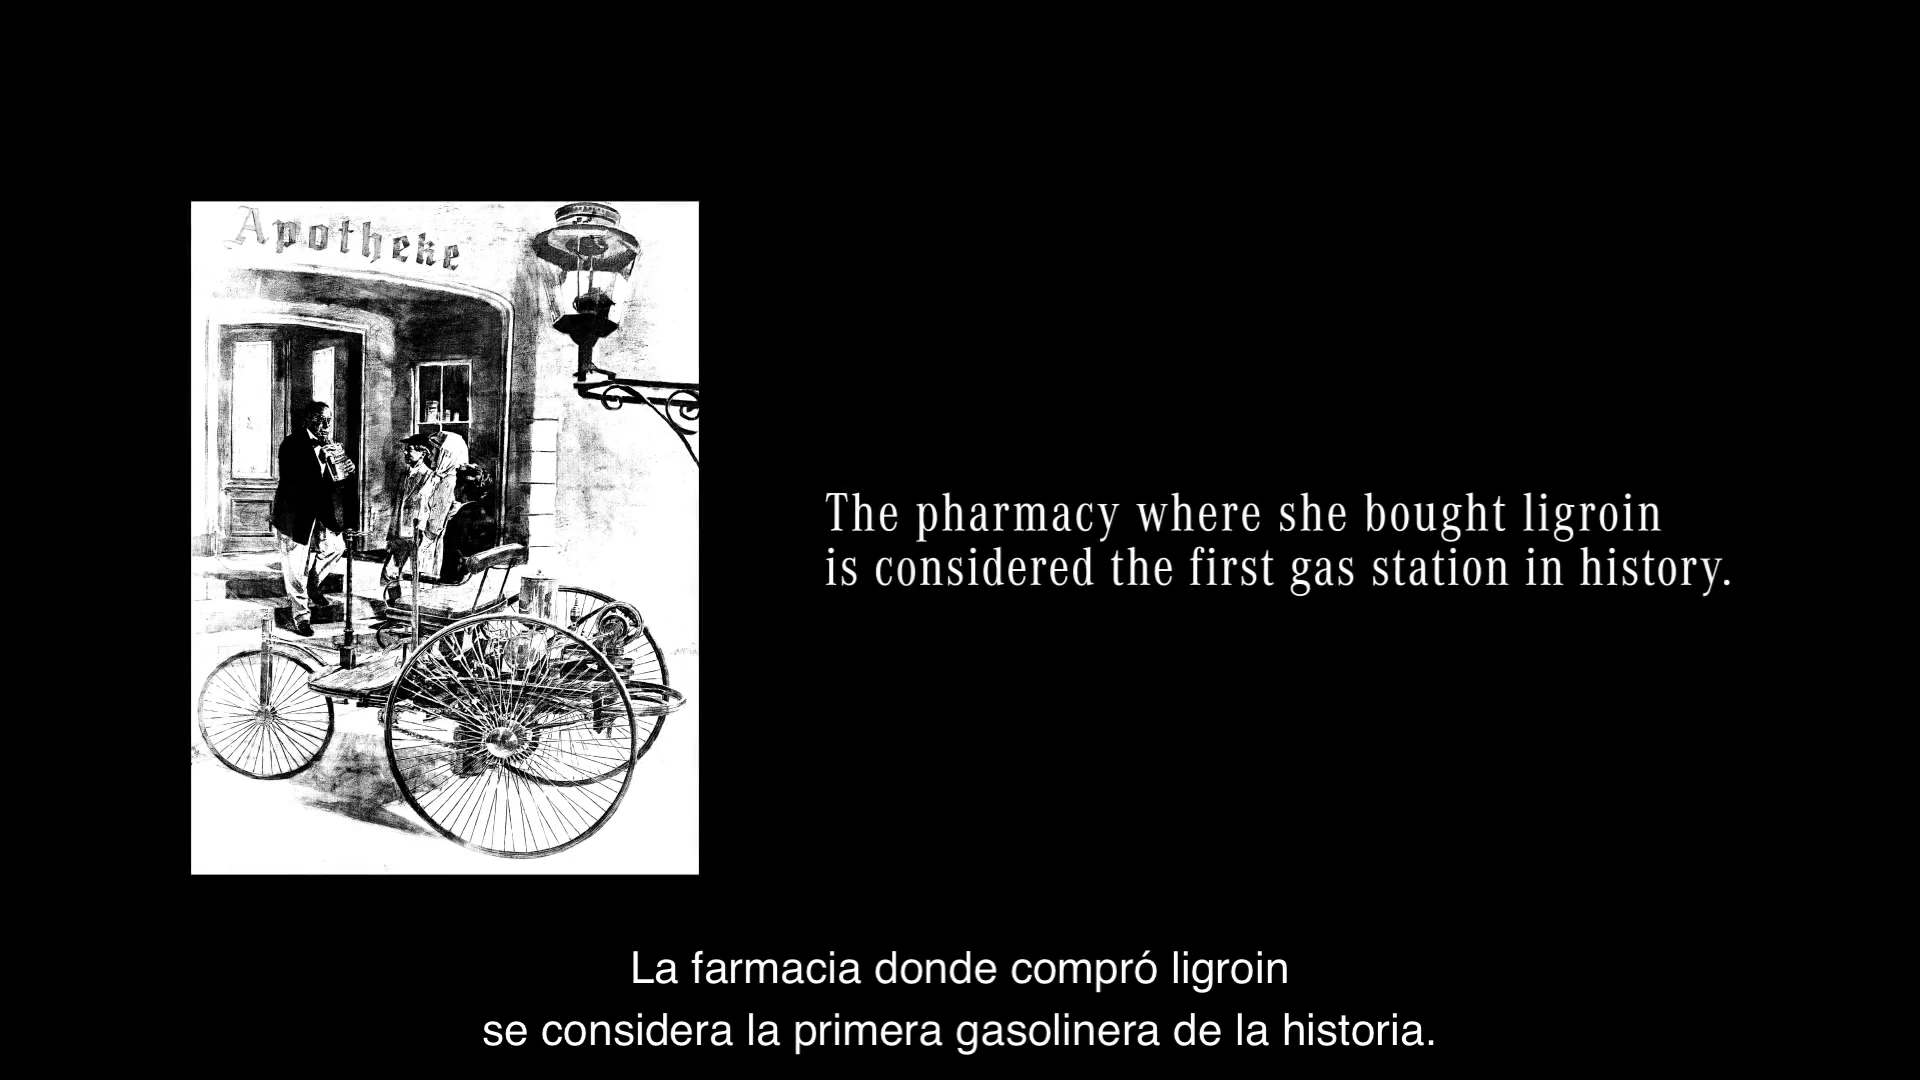 Apotheke
The pharmacy where she bought ligroin
is considered the first gas station in history.
La farmacia donde compró ligroin
se considera la primera gasolinera de la historia.